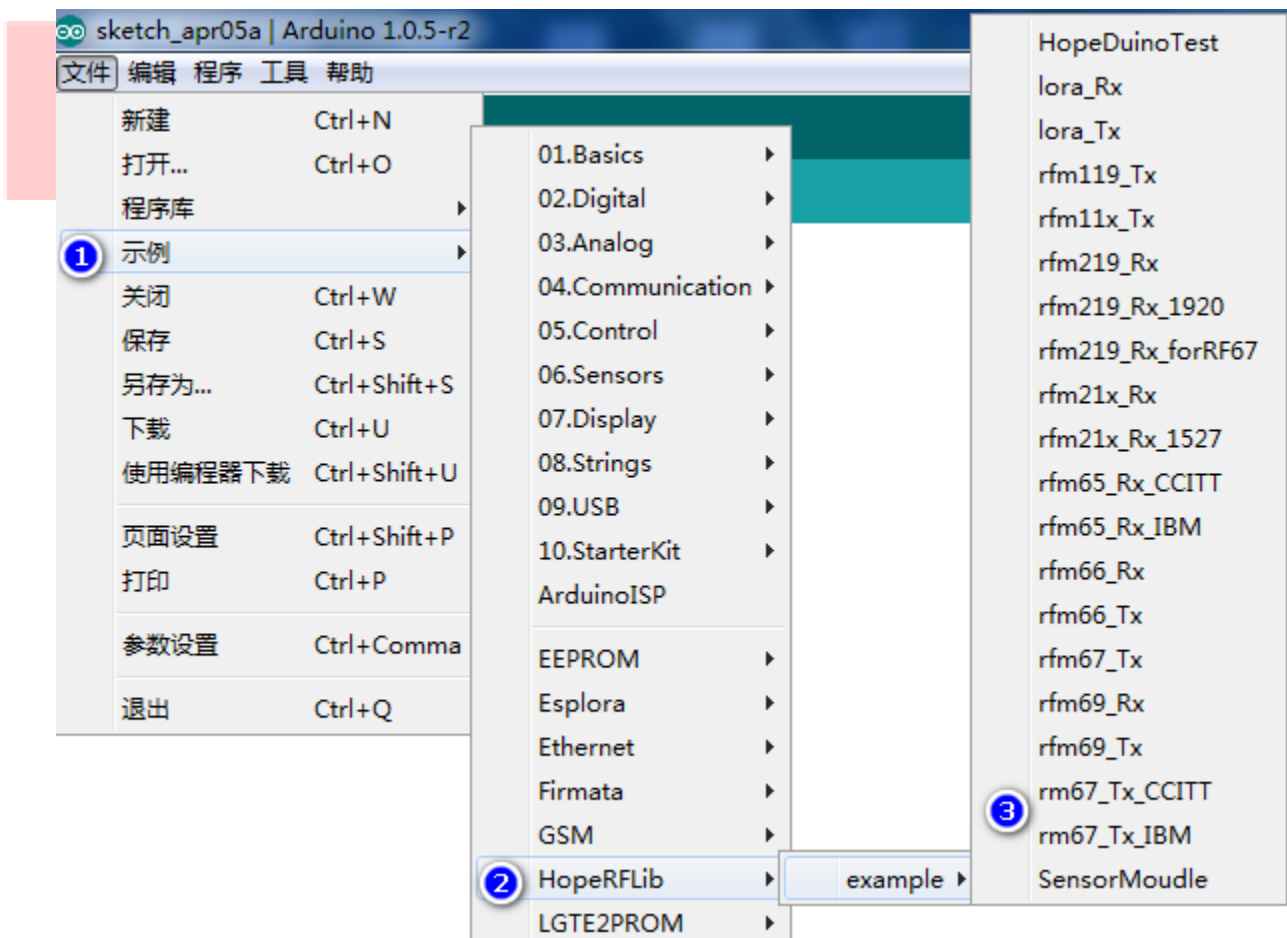 sketch_apr05a | Arduino 1.0.5-r2
文件 编辑 程序 工具 帮助
新建 Ctrl+N
打开... Ctrl+O
程序库
1 示例
关闭 Ctrl+W
保存 Ctrl+S
另存为... Ctrl+Shift+S
下载 Ctrl+U
使用编程器下载 Ctrl+Shift+U
页面设置 Ctrl+Shift+P
打印 Ctrl+P
参数设置 Ctrl+Comma
退出 Ctrl+Q
01.Basics
02.Digital
03.Analog
04.Communication
05.Control
06.Sensors
07.Display
08.Strings
09.USB
10.StarterKit
ArduinoISP
EEPROM
Esplora
Ethernet
Firmata
GSM
2 HopeRFLib
LGTE2PROM
example
HopeDuinoTest
lora_Rx
lora_Tx
rfm119_Tx
rfm11x_Tx
rfm219_Rx
rfm219_Rx_1920
rfm219_Rx_forRF67
rfm21x_Rx
rfm21x_Rx_1527
rfm65_Rx_CCITT
rfm65_Rx_IBM
rfm66_Rx
rfm66_Tx
rfm67_Tx
rfm69_Rx
rfm69_Tx
3 rm67_Tx_CCITT
rm67_Tx_IBM
SensorMoudle